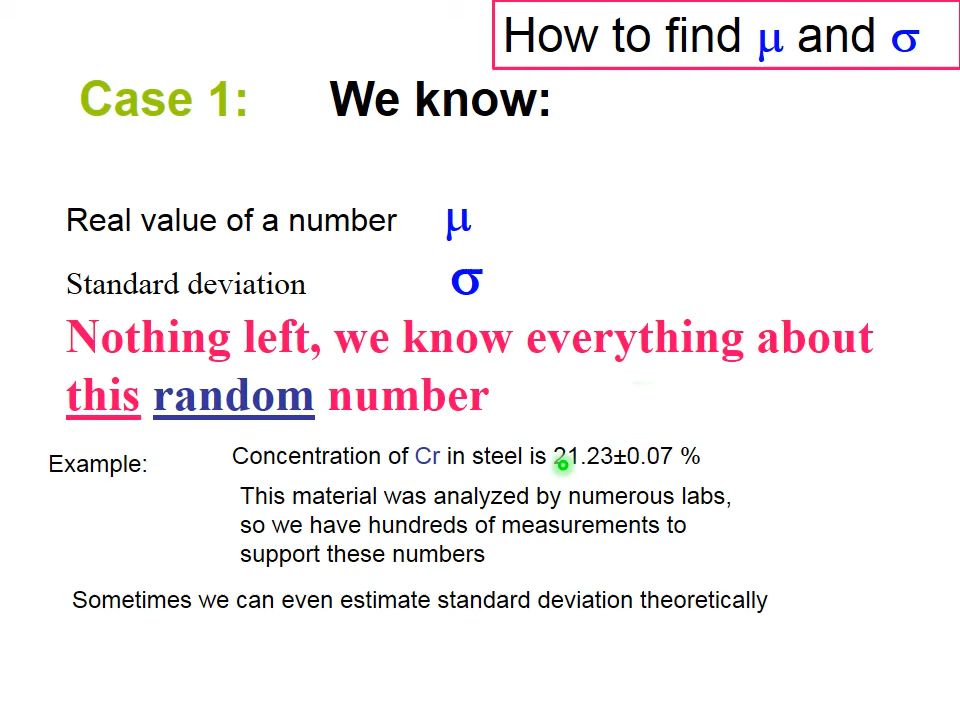 How to find μ and σ
Case 1: We know:
Real value of a number μ
Standard deviation σ
Nothing left, we know everything about
this random number
Example: Concentration of Cr in steel is 21.23±0.07 %
This material was analyzed by numerous labs,
so we have hundreds of measurements to
support these numbers
Sometimes we can even estimate standard deviation theoretically